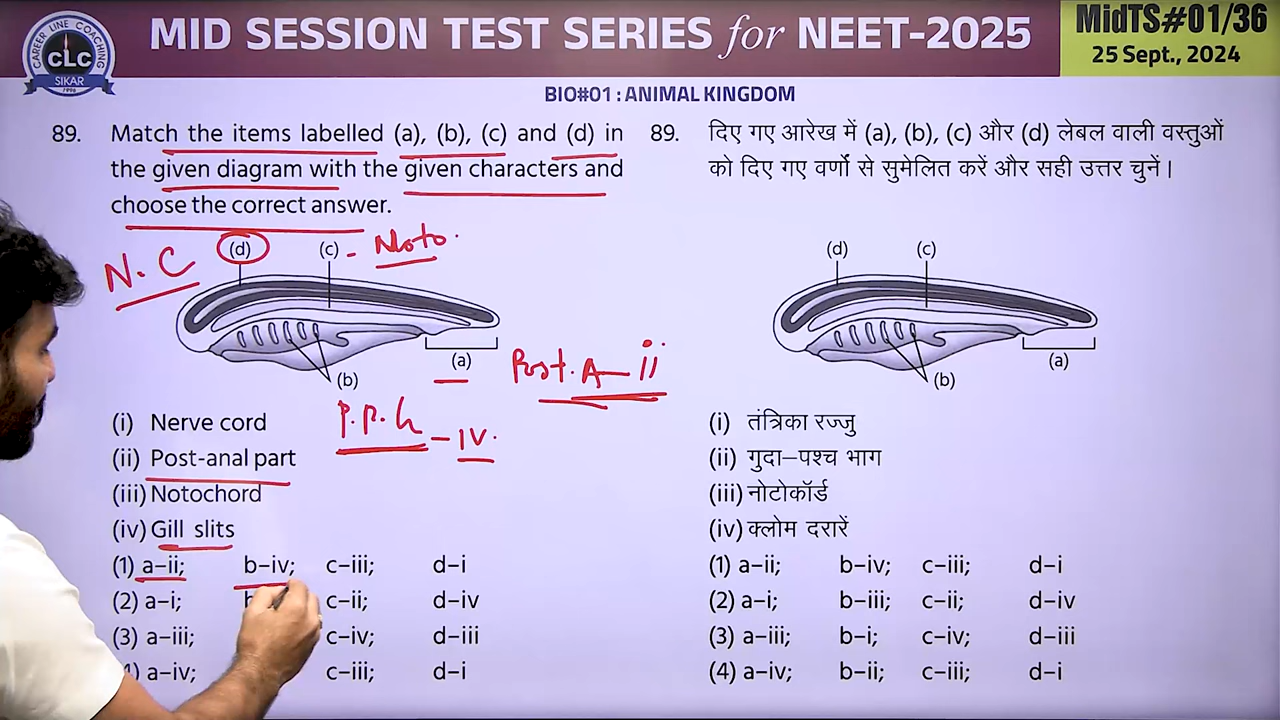 CAREER LINE COACHING
CLC
SIKAR
1996
MID SESSION TEST SERIES for NEET-2025
MidTS#01/36
25 Sept., 2024
BIO#01 : ANIMAL KINGDOM
89. Match the items labelled (a), (b), (c) and (d) in
the given diagram with the given characters and
choose the correct answer.
N.C
(d)
(c) - Noto.
(a)
Post. A- ii
(b)
P.P.G - iv.
(i) Nerve cord
(ii) Post-anal part
(iii) Notochord
(iv) Gill slits
(1) a–ii; b–iv; c–iii; d–i
(2) a–i; c–ii; d–iv
(3) a–iii; c–iv; d–iii
a–iv; c–iii; d–i
89. दिए गए आरेख में (a), (b), (c) और (d) लेबल वाली वस्तुओं
को दिए गए वर्णों से सुमेलित करें और सही उत्तर चुनें।
(d) (c)
(a)
(b)
(i) तंत्रिका रज्जु
(ii) गुदा–पश्च भाग
(iii) नोटोकॉर्ड
(iv) क्लोम दरारें
(1) a–ii; b–iv; c–iii; d–i
(2) a–i; b–iii; c–ii; d–iv
(3) a–iii; b–i; c–iv; d–iii
(4) a–iv; b–ii; c–iii; d–i